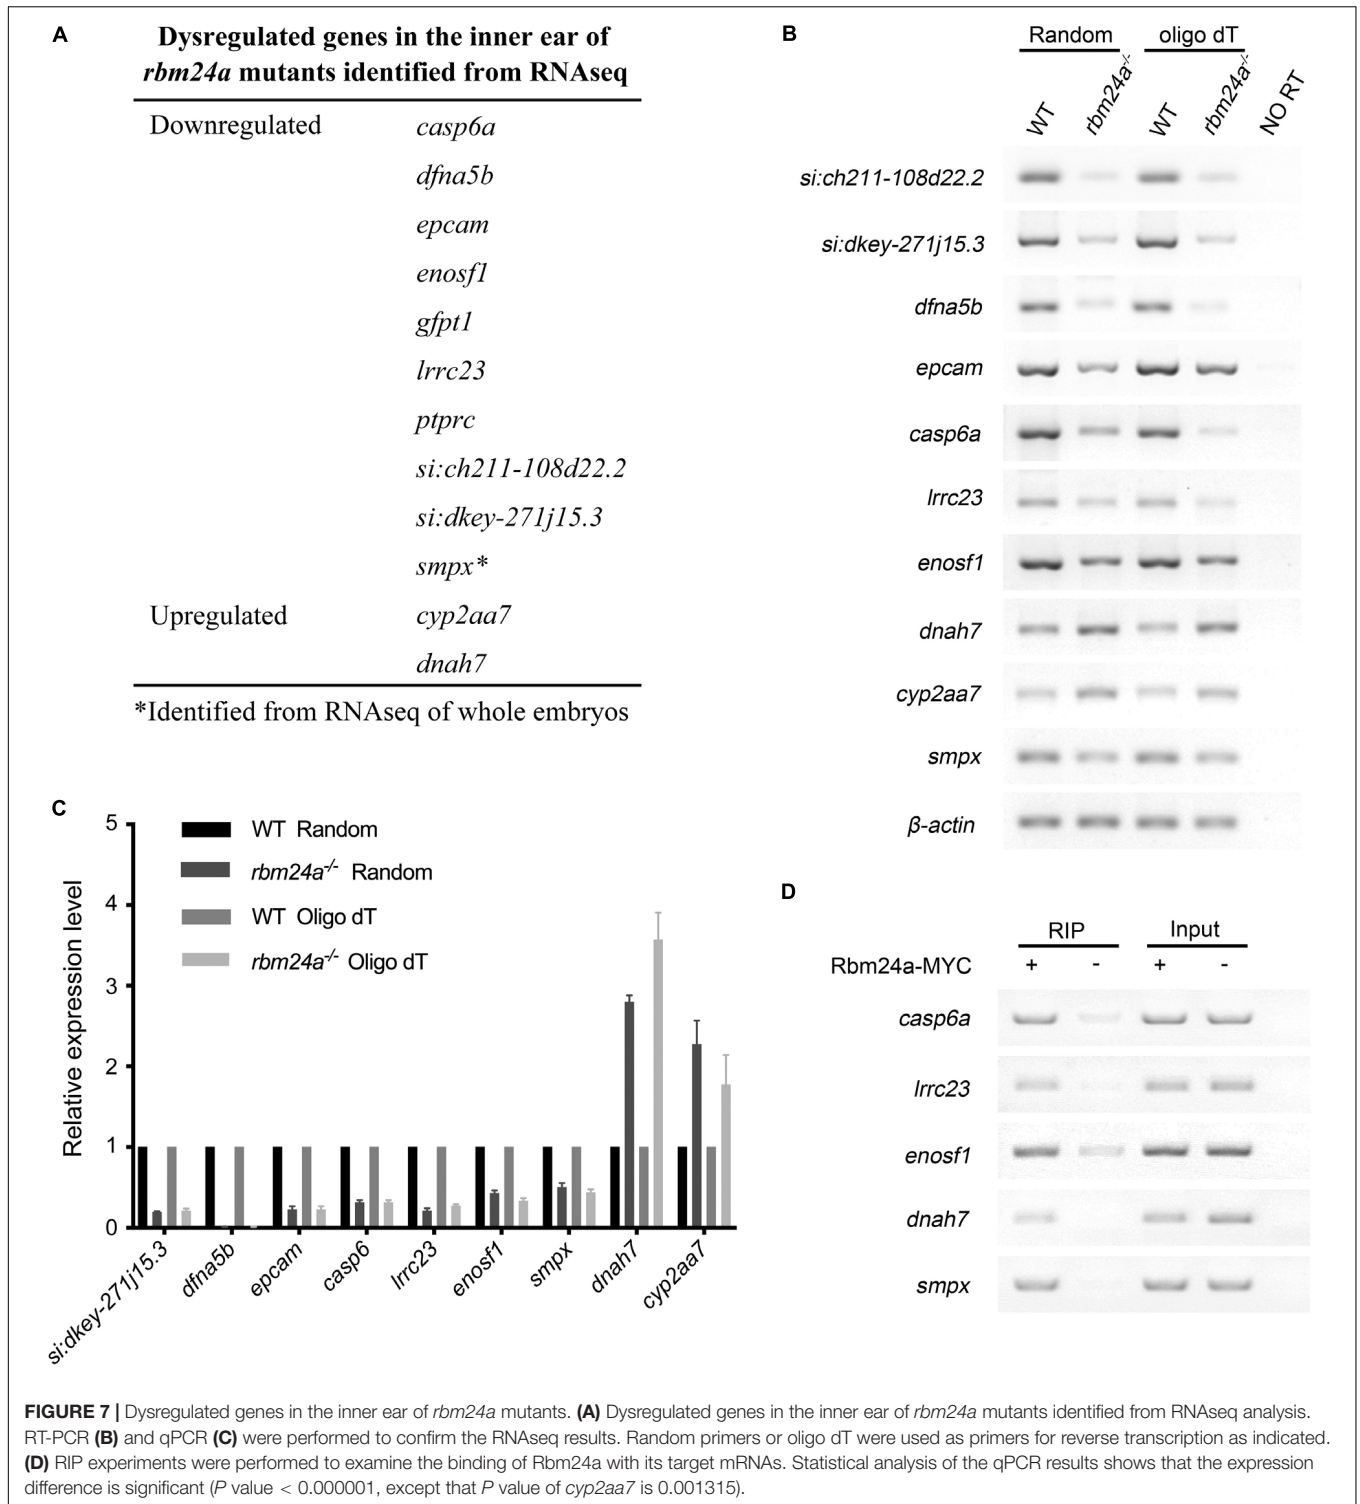 A
Dysregulated genes in the inner ear of
rbm24a mutants identified from RNAseq
Downregulated casp6a
dfna5b
epcam
enosf1
gfpt1
lrrc23
ptprc
si:ch211-108d22.2
si:dkey-271j15.3
smpx*
Upregulated cyp2aa7
dnah7
*Identified from RNAseq of whole embryos
B
Random oligo dT
WT rbm24a-/- WT rbm24a-/- NO RT
si:ch211-108d22.2
si:dkey-271j15.3
dfna5b
epcam
casp6a
lrrc23
enosf1
dnah7
cyp2aa7
smpx
β-actin
C
Relative expression level
5
4
3
2
1
0
WT Random
rbm24a-/- Random
WT Oligo dT
rbm24a-/- Oligo dT
si:dkey-271j15.3 dfna5b epcam casp6 lrrc23 enosf1 smpx dnah7 cyp2aa7
D
RIP Input
Rbm24a-MYC + - + -
casp6a
lrrc23
enosf1
dnah7
smpx
FIGURE 7 | Dysregulated genes in the inner ear of rbm24a mutants. (A) Dysregulated genes in the inner ear of rbm24a mutants identified from RNAseq analysis.
RT-PCR (B) and qPCR (C) were performed to confirm the RNAseq results. Random primers or oligo dT were used as primers for reverse transcription as indicated.
(D) RIP experiments were performed to examine the binding of Rbm24a with its target mRNAs. Statistical analysis of the qPCR results shows that the expression
difference is significant (P value < 0.000001, except that P value of cyp2aa7 is 0.001315).